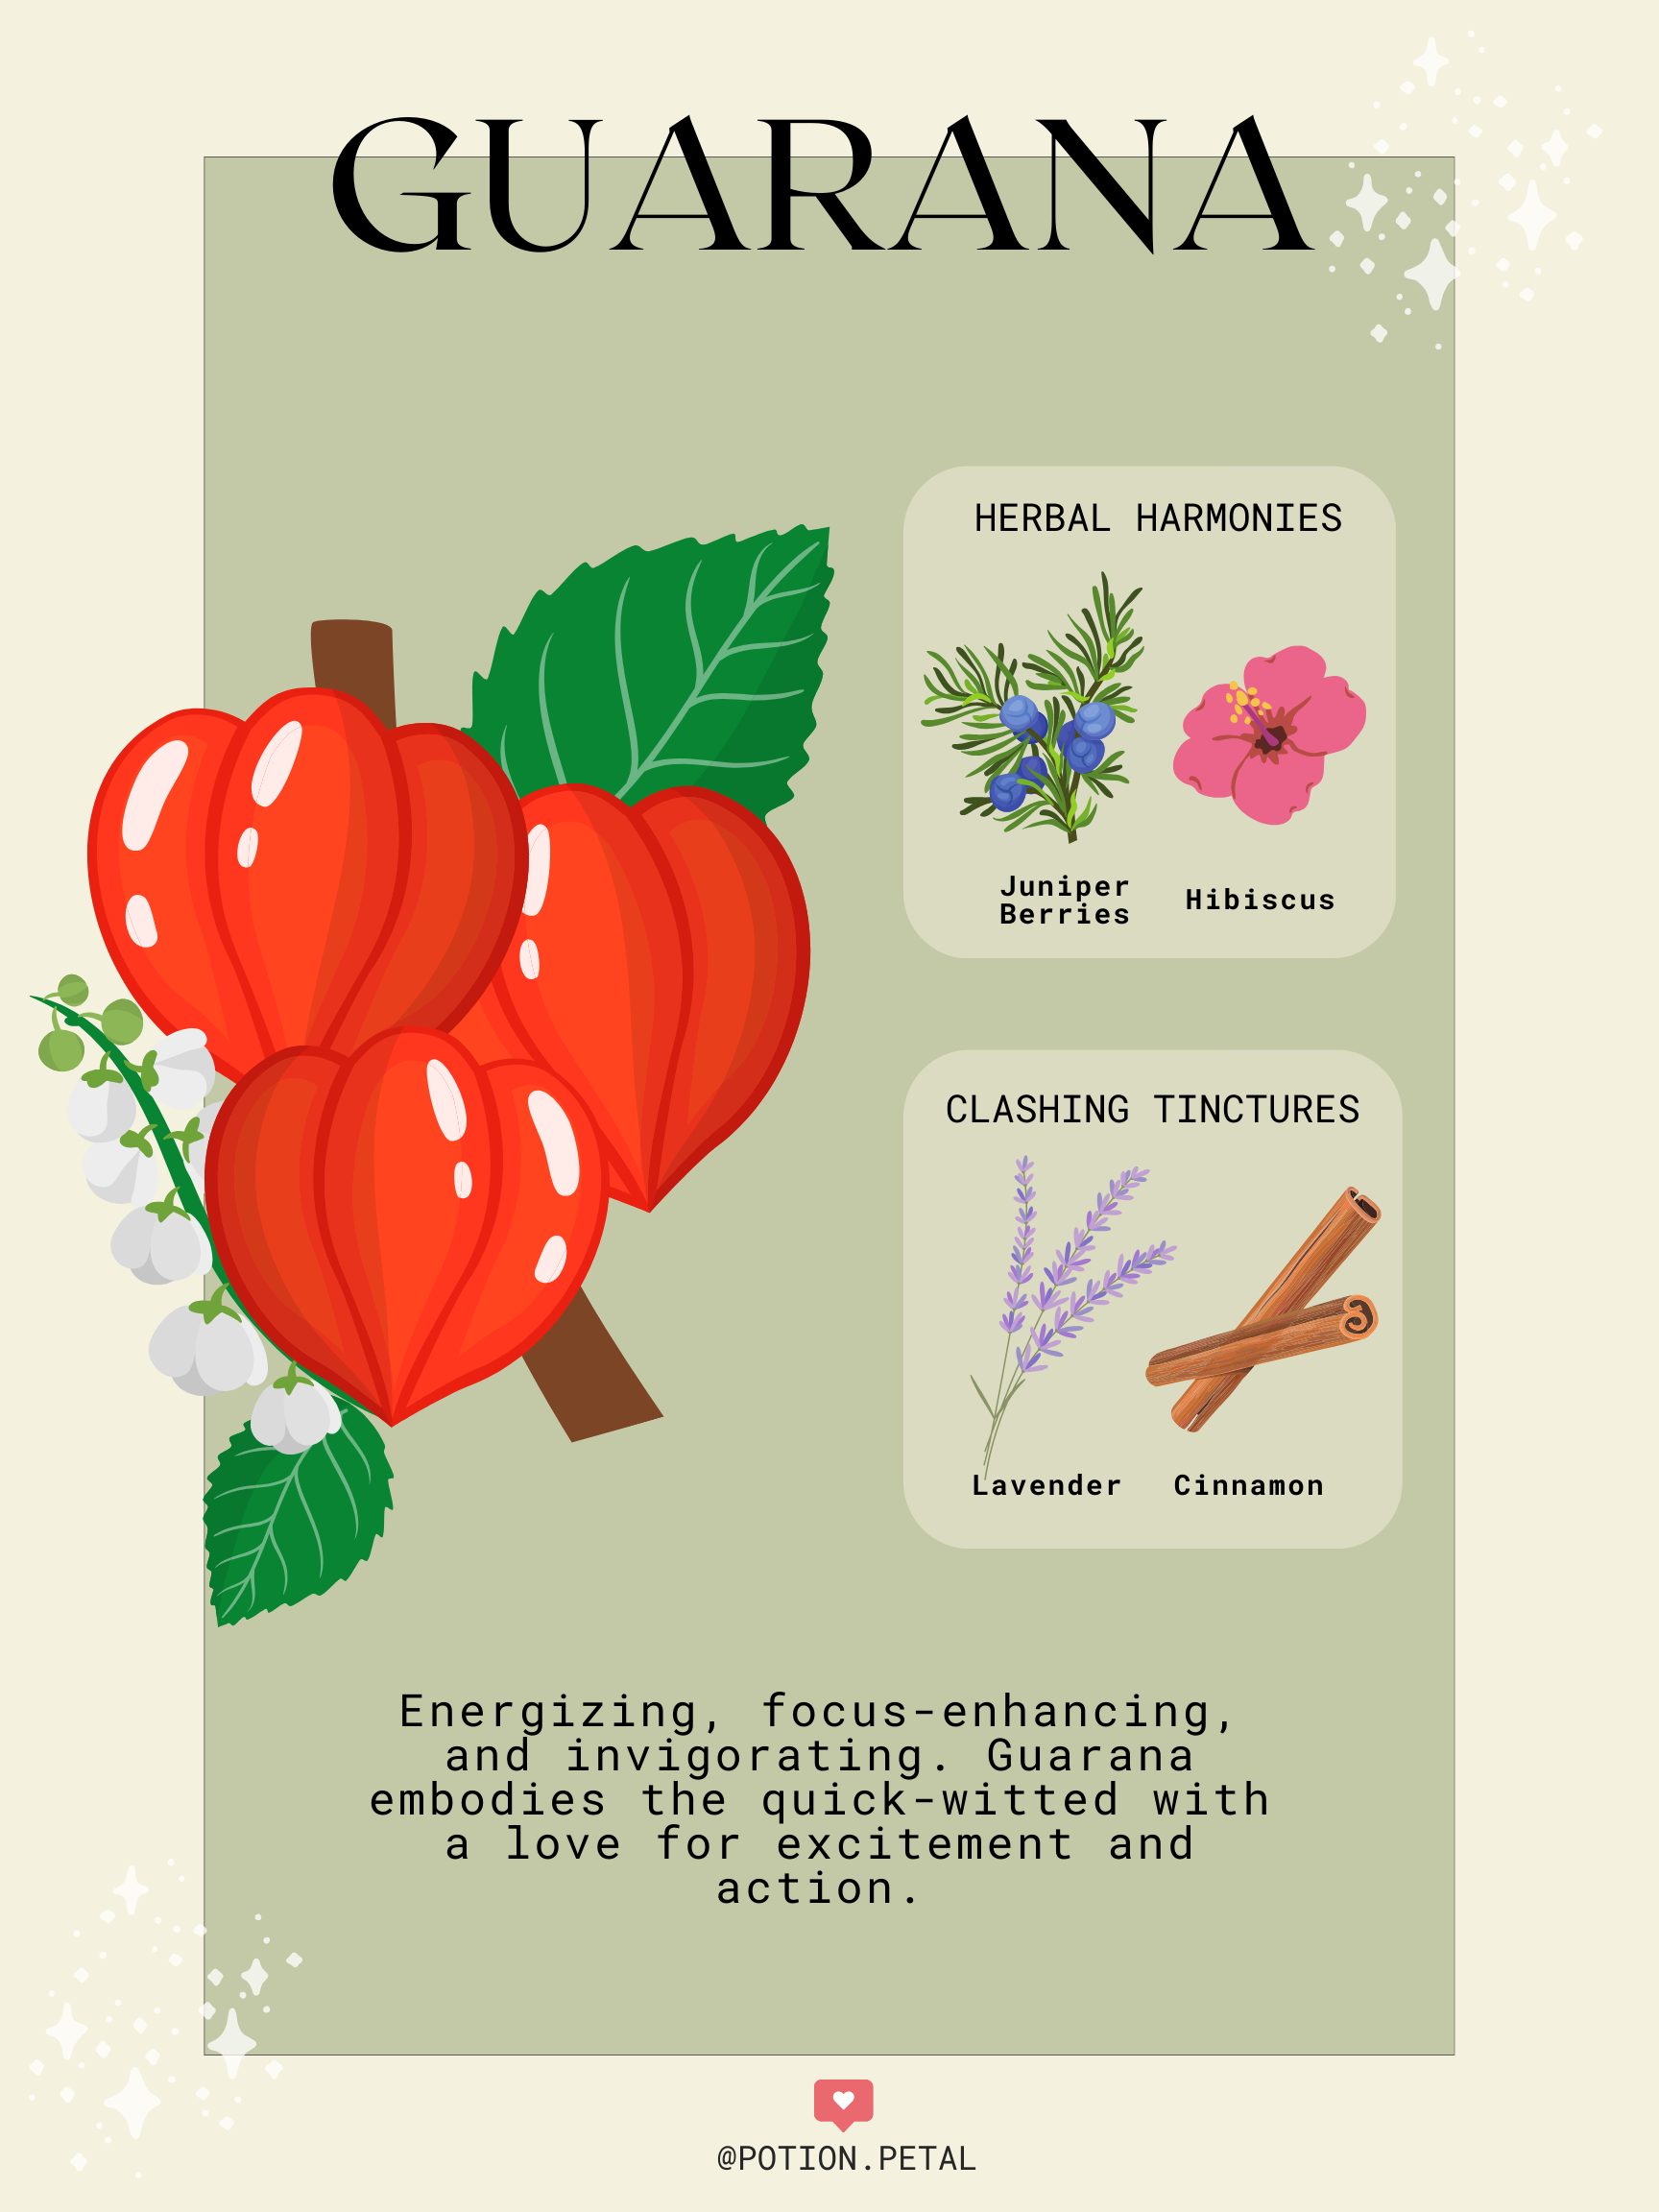 GUARANA
HERBAL HARMONIES
Juniper
Berries
Hibiscus
CLASHING TINCTURES
Lavender
Cinnamon
Energizing, focus-enhancing,
and invigorating. Guarana
embodies the quick-witted with
a love for excitement and
action.
@POTION.PETAL